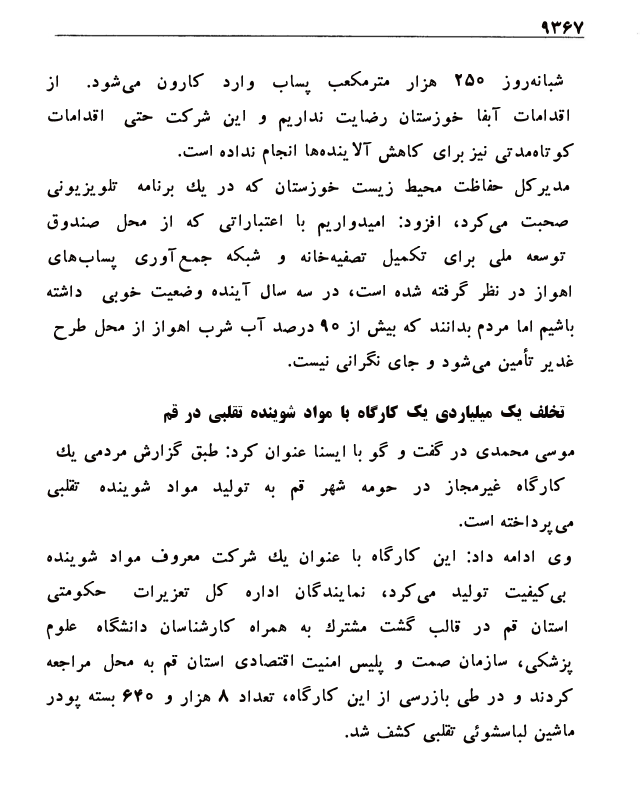 ۹۳۶۷
شبانه‌روز ۲۵۰ هزار مترمکعب پساب وارد کارون می‌شود. از
اقدامات آبفا خوزستان رضایت نداریم و این شرکت حتی اقدامات
کوتاه‌مدتی نیز برای کاهش آلاینده‌ها انجام نداده است.
مدیرکل حفاظت محیط زیست خوزستان که در یك برنامه تلویزیونی
صحبت می‌کرد، افزود: امیدواریم با اعتباراتی که از محل صندوق
توسعه ملی برای تکمیل تصفیه‌خانه و شبکه جمع‌آوری پساب‌های
اهواز در نظر گرفته شده است، در سه سال آینده وضعیت خوبی داشته
باشیم اما مردم بدانند که بیش از ۹۰ درصد آب شرب اهواز از محل طرح
غدیر تأمین می‌شود و جای نگرانی نیست.
تخلف یک میلیاردی یک کارگاه با مواد شوینده تقلبی در قم
موسی محمدی در گفت و گو با ایسنا عنوان کرد: طبق گزارش مردمی یك
کارگاه غیرمجاز در حومه شهر قم به تولید مواد شوینده تقلبی
می‌پرداخته است.
وی ادامه داد: این کارگاه با عنوان یك شرکت معروف مواد شوینده
بی‌کیفیت تولید می‌کرد، نمایندگان اداره کل تعزیرات حکومتی
استان قم در قالب گشت مشترك به همراه کارشناسان دانشگاه علوم
پزشکی، سازمان صمت و پلیس امنیت اقتصادی استان قم به محل مراجعه
کردند و در طی بازرسی از این کارگاه، تعداد ۸ هزار و ۶۴۰ بسته پودر
ماشین لباسشوئی تقلبی کشف شد.